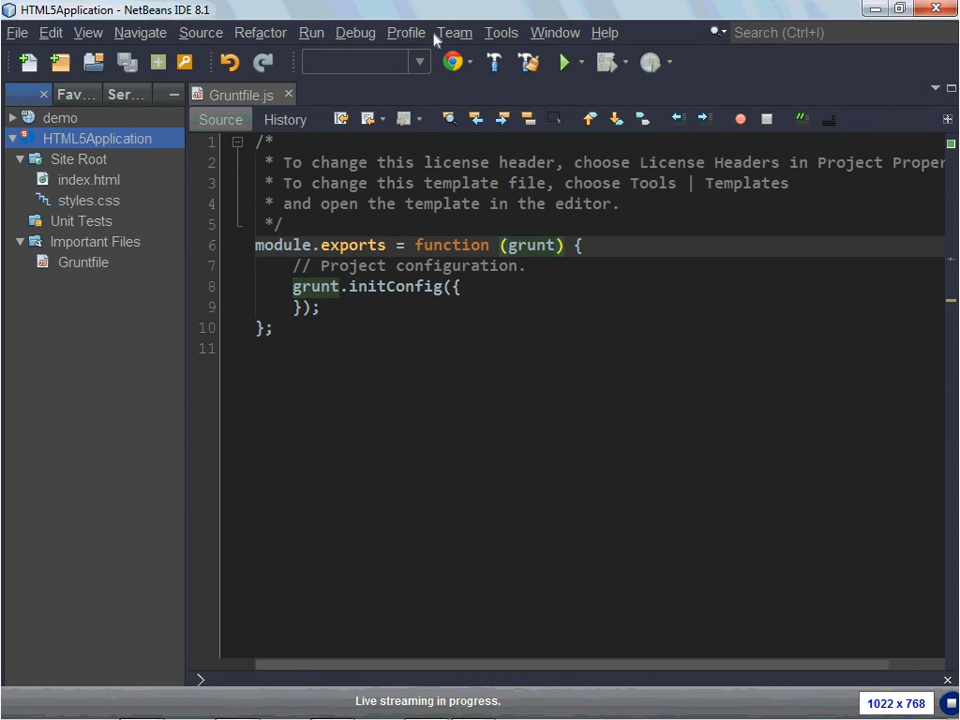 HTML5Application - NetBeans IDE 8.1
File Edit View Navigate Source Refactor Run Debug Profile Team Tools Window Help Search (Ctrl+I)
Fav... Ser... Gruntfile.js
Source History
demo
HTML5Application
Site Root
index.html
styles.css
Unit Tests
Important Files
Gruntfile
1 /*
2 * To change this license header, choose License Headers in Project Proper
3 * To change this template file, choose Tools | Templates
4 * and open the template in the editor.
5 */
6 module.exports = function (grunt) {
7 // Project configuration.
8 grunt.initConfig({
9 });
10 };
11
Live streaming in progress.
1022 x 768